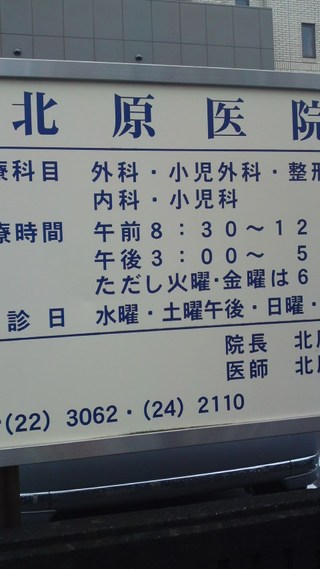 北原医院
療科目 外科・小児外科・整形
内科・小児科
療時間 午前8：30～12
午後3：00～5
ただし火曜・金曜は6
診日 水曜・土曜午後・日曜・
院長 北原
医師 北原
(22) 3062・(24) 2110